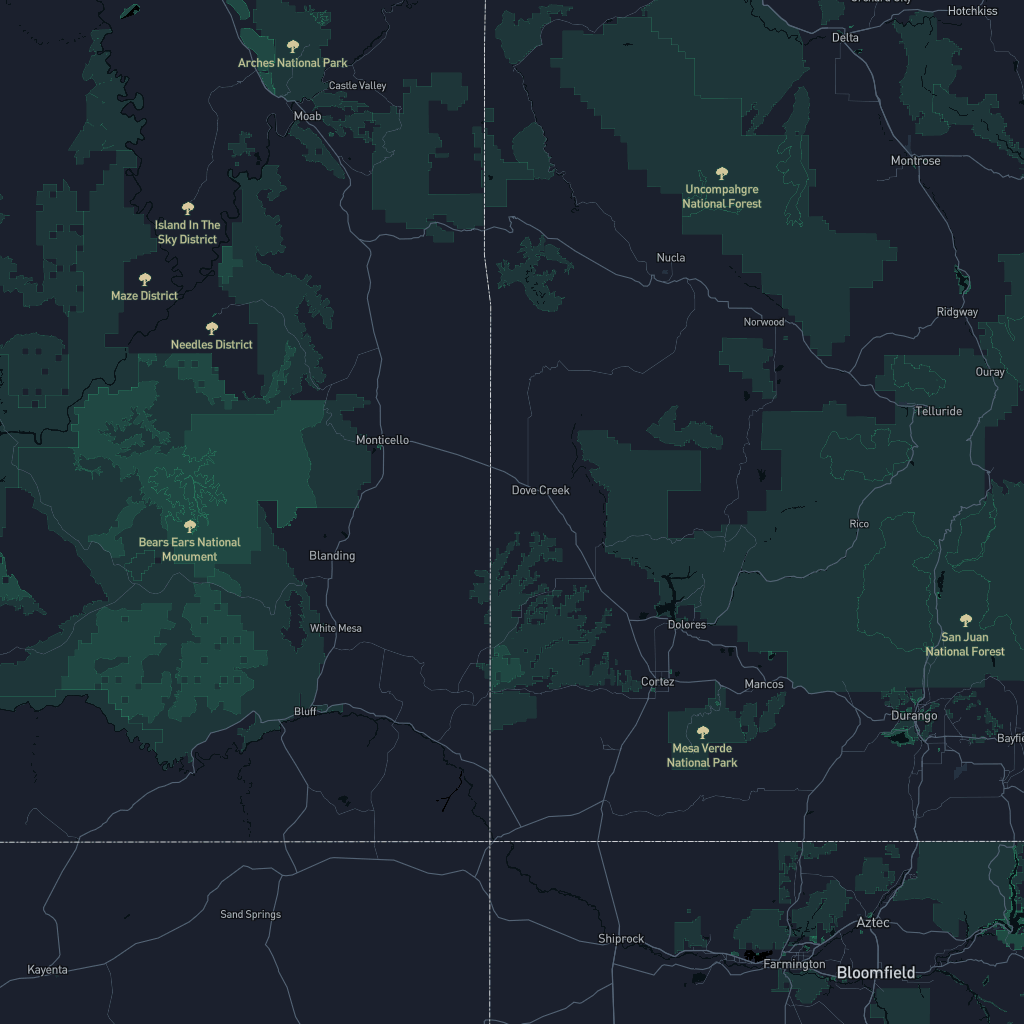 Hotchkiss
Delta
Arches National Park
Castle Valley
Moab
Montrose
Uncompahgre
National Forest
Island In The
Sky District
Nucla
Maze District
Ridgway
Norwood
Needles District
Ouray
Telluride
Monticello
Dove Creek
Rico
Bears Ears National
Monument
Blanding
White Mesa
Dolores
San Juan
National Forest
Cortez
Mancos
Bluff
Durango
Bayfie
Mesa Verde
National Park
Sand Springs
Aztec
Shiprock
Farmington
Kayenta
Bloomfield